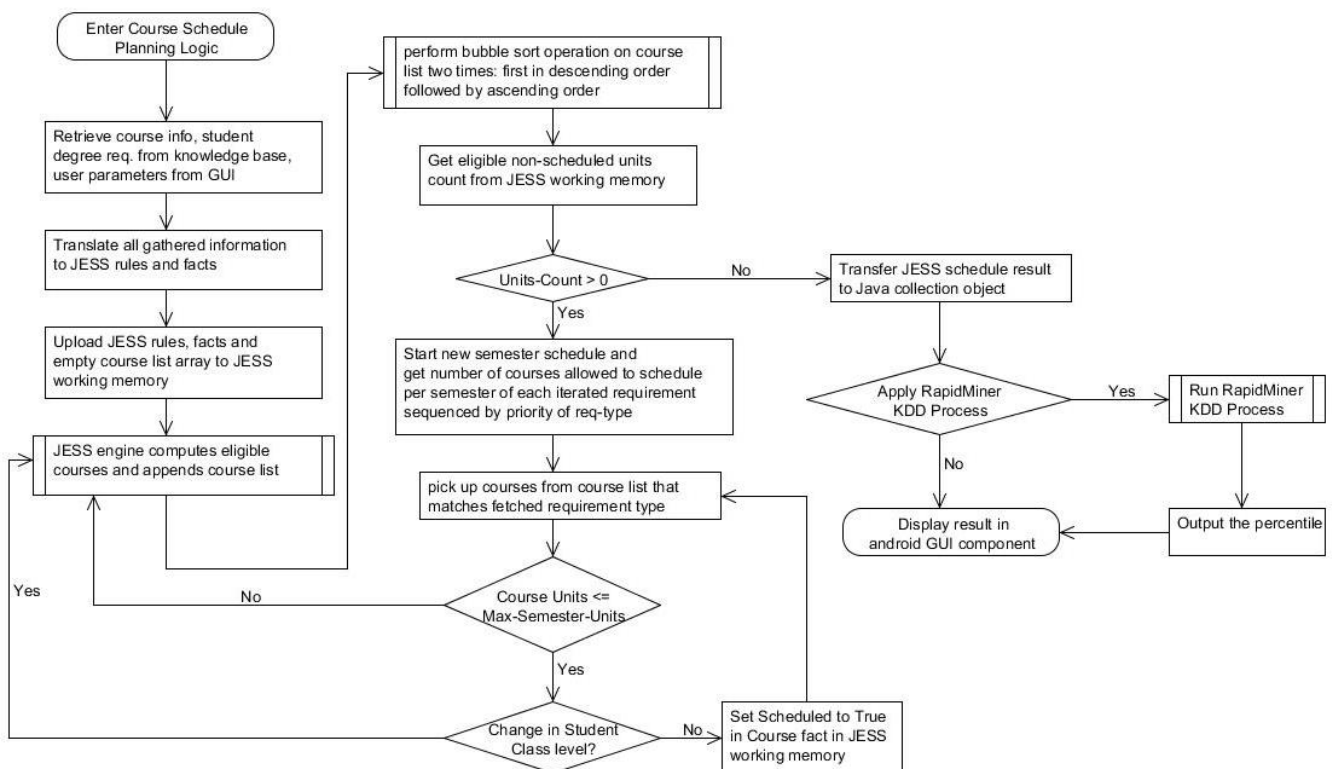 Enter Course Schedule
Planning Logic
Retrieve course info, student
degree req. from knowledge base,
user parameters from GUI
Translate all gathered information
to JESS rules and facts
Upload JESS rules, facts and
empty course list array to JESS
working memory
JESS engine computes eligible
courses and appends course list
perform bubble sort operation on course
list two times: first in descending order
followed by ascending order
Get eligible non-scheduled units
count from JESS working memory
Units-Count > 0
No
Yes
Start new semester schedule and
get number of courses allowed to schedule
per semester of each iterated requirement
sequenced by priority of req-type
pick up courses from course list that
matches fetched requirement type
Course Units <=
Max-Semester-Units
No
Yes
Change in Student
Class level?
Yes
No
Set Scheduled to True
in Course fact in JESS
working memory
Transfer JESS schedule result
to Java collection object
Apply RapidMiner
KDD Process
Yes
No
Run RapidMiner
KDD Process
Output the percentile
Display result in
android GUI component